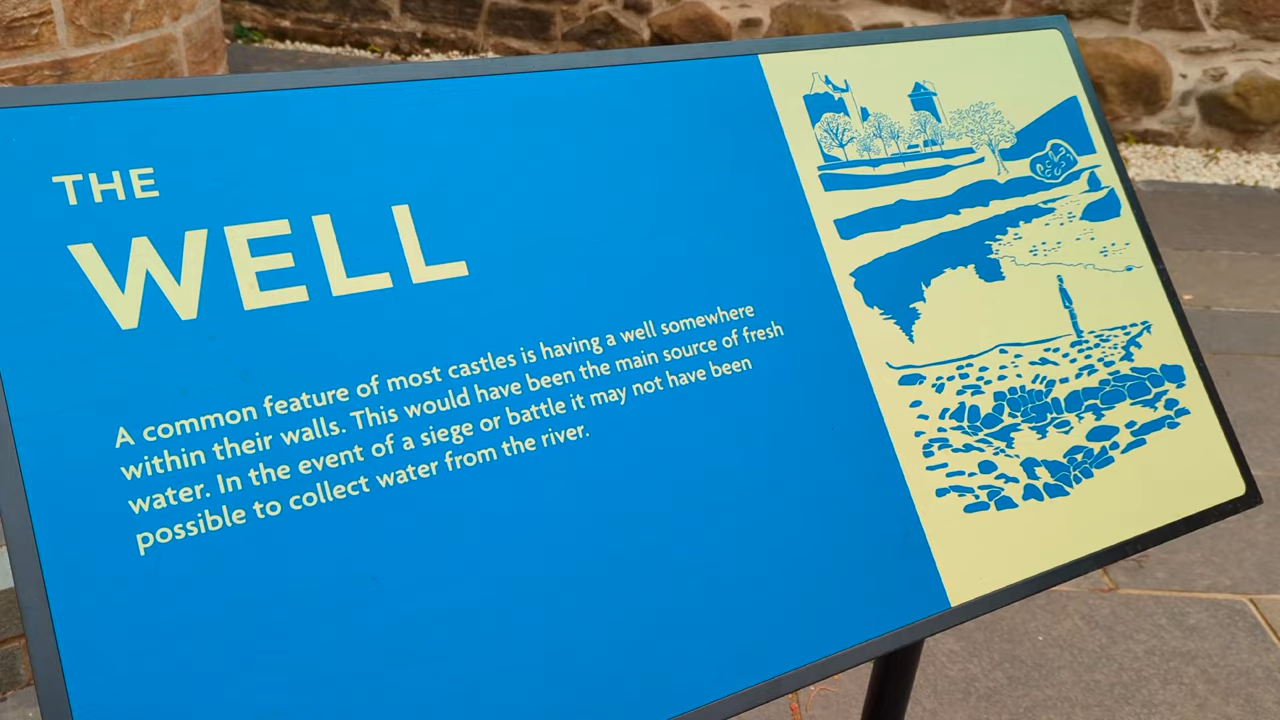 THE
WELL
A common feature of most castles is having a well somewhere
within their walls. This would have been the main source of fresh
water. In the event of a siege or battle it may not have been
possible to collect water from the river.